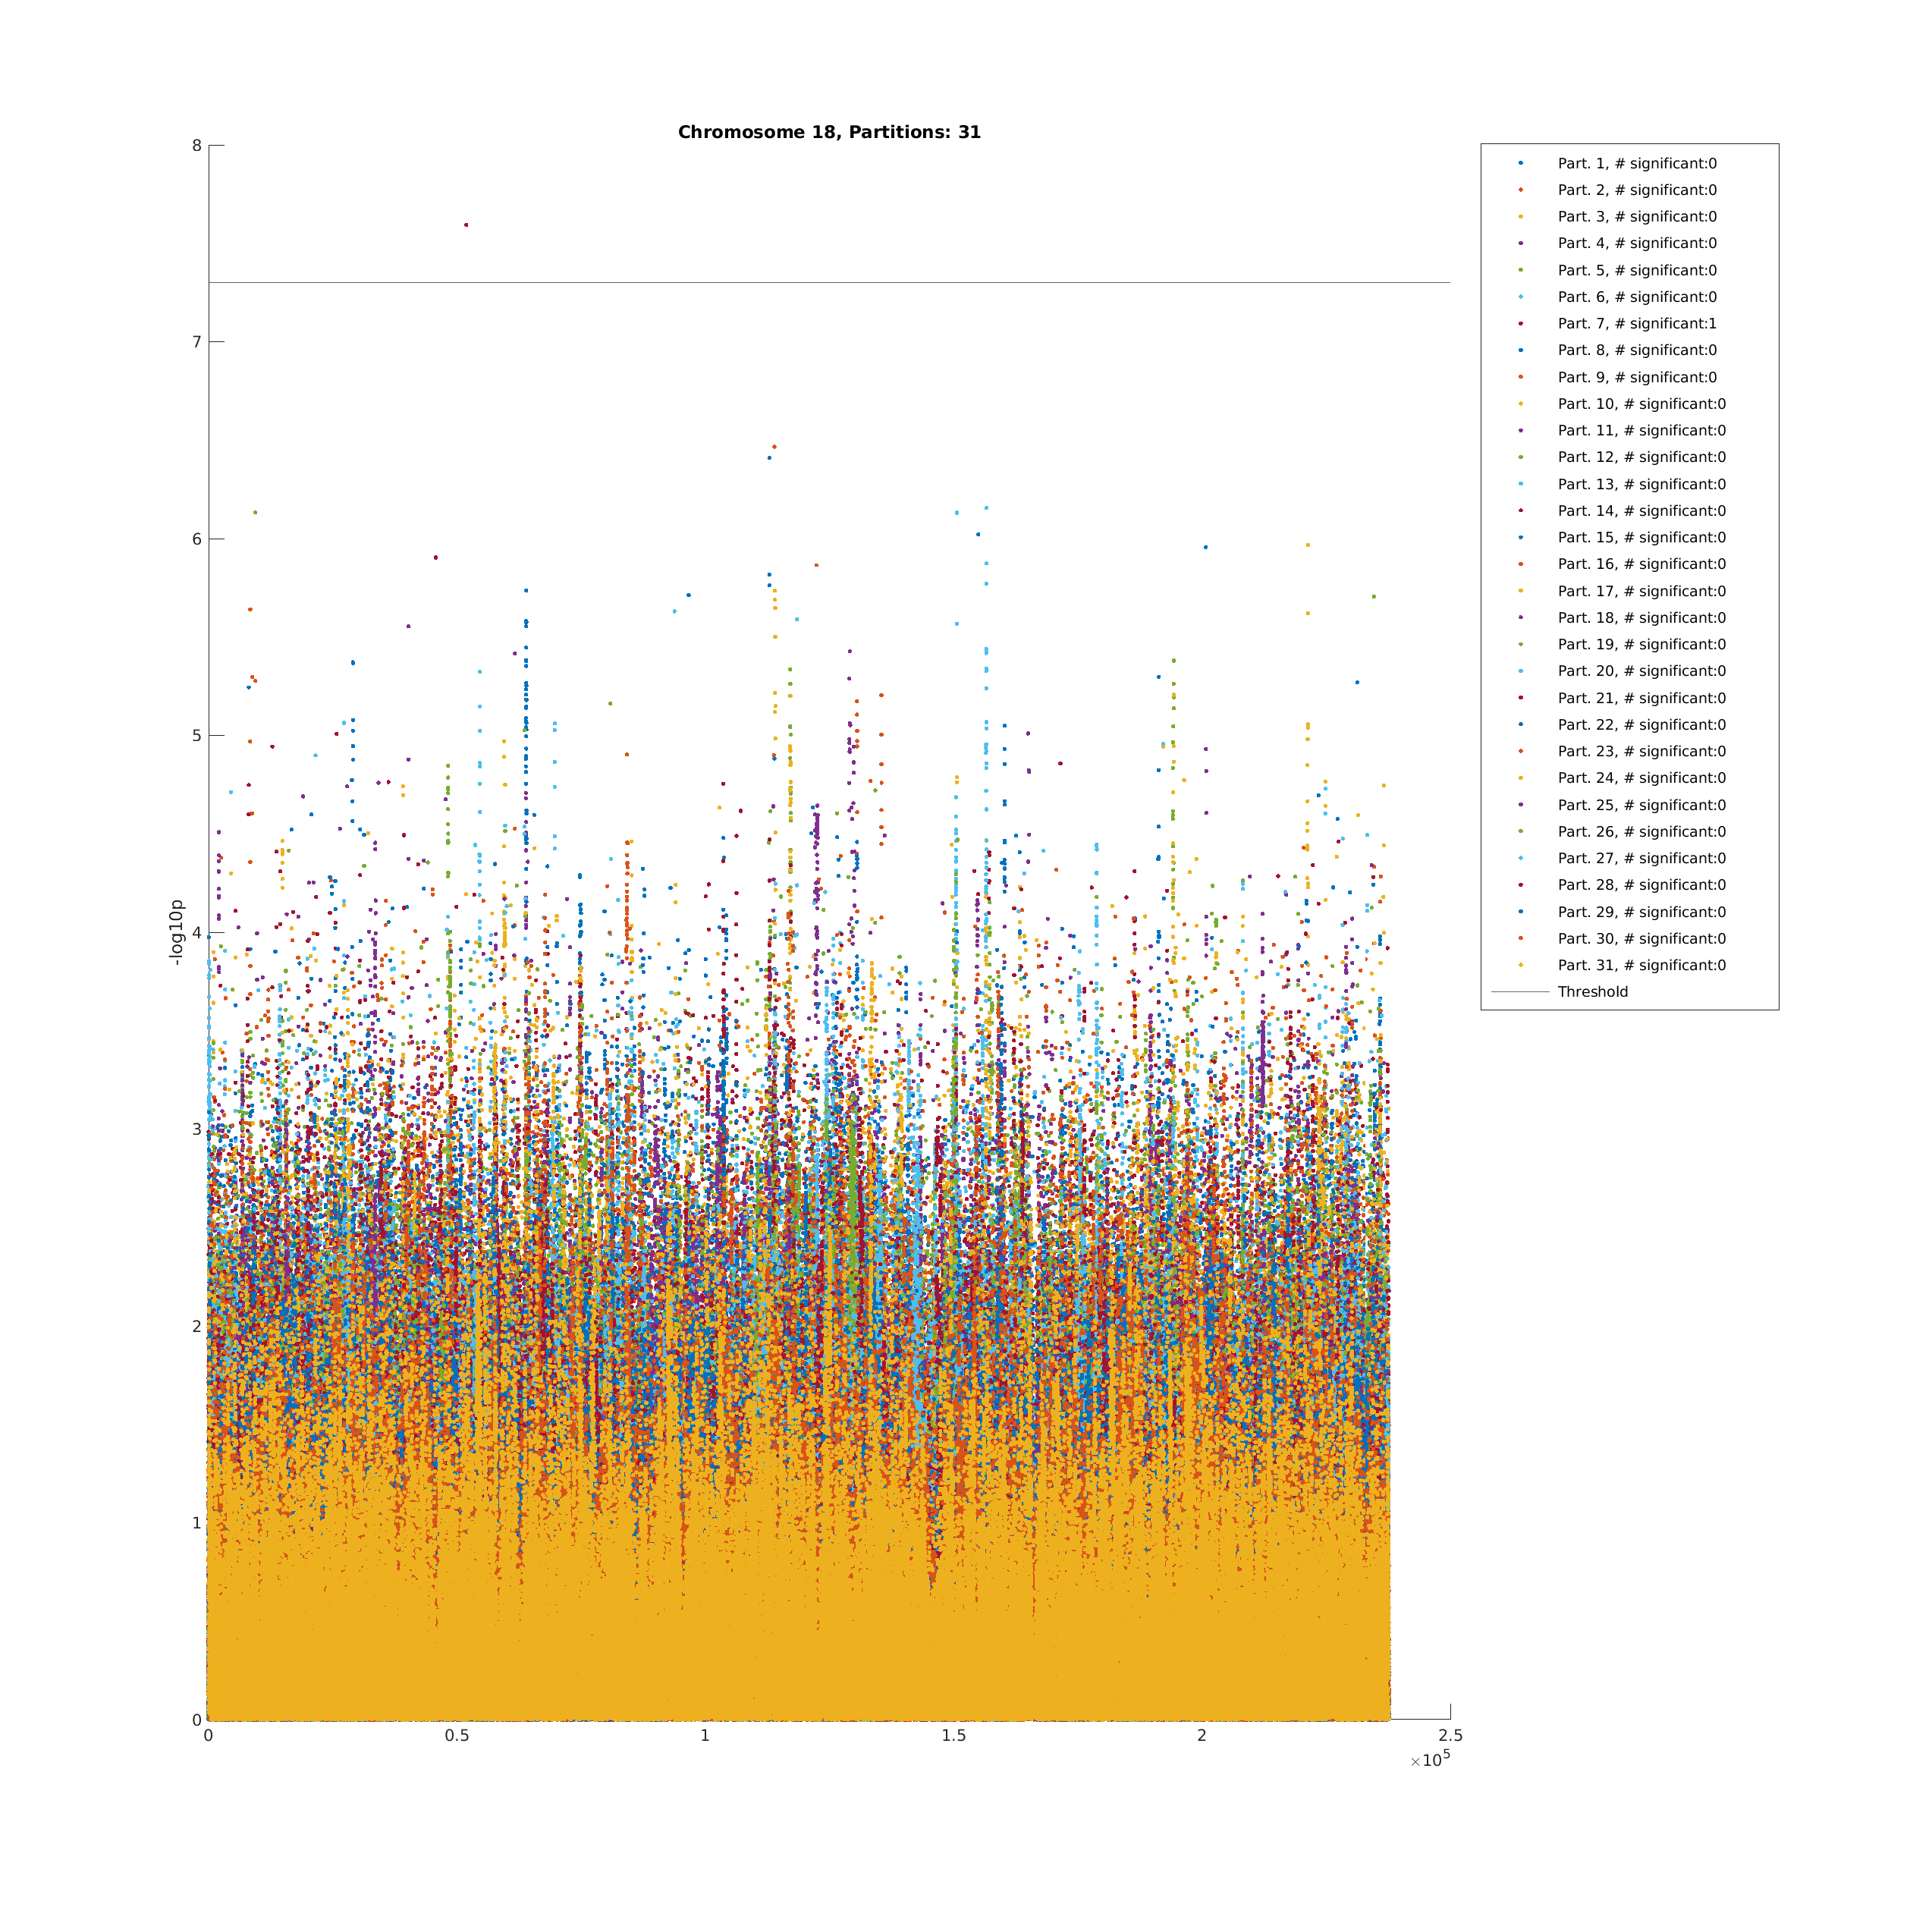 Chromosome 18, Partitions: 31
8
7
6
5
4
3
2
1
0
-log10p
0 0.5 1 1.5 2 2.5
×10^5
Part. 1, # significant:0
Part. 2, # significant:0
Part. 3, # significant:0
Part. 4, # significant:0
Part. 5, # significant:0
Part. 6, # significant:0
Part. 7, # significant:1
Part. 8, # significant:0
Part. 9, # significant:0
Part. 10, # significant:0
Part. 11, # significant:0
Part. 12, # significant:0
Part. 13, # significant:0
Part. 14, # significant:0
Part. 15, # significant:0
Part. 16, # significant:0
Part. 17, # significant:0
Part. 18, # significant:0
Part. 19, # significant:0
Part. 20, # significant:0
Part. 21, # significant:0
Part. 22, # significant:0
Part. 23, # significant:0
Part. 24, # significant:0
Part. 25, # significant:0
Part. 26, # significant:0
Part. 27, # significant:0
Part. 28, # significant:0
Part. 29, # significant:0
Part. 30, # significant:0
Part. 31, # significant:0
Threshold